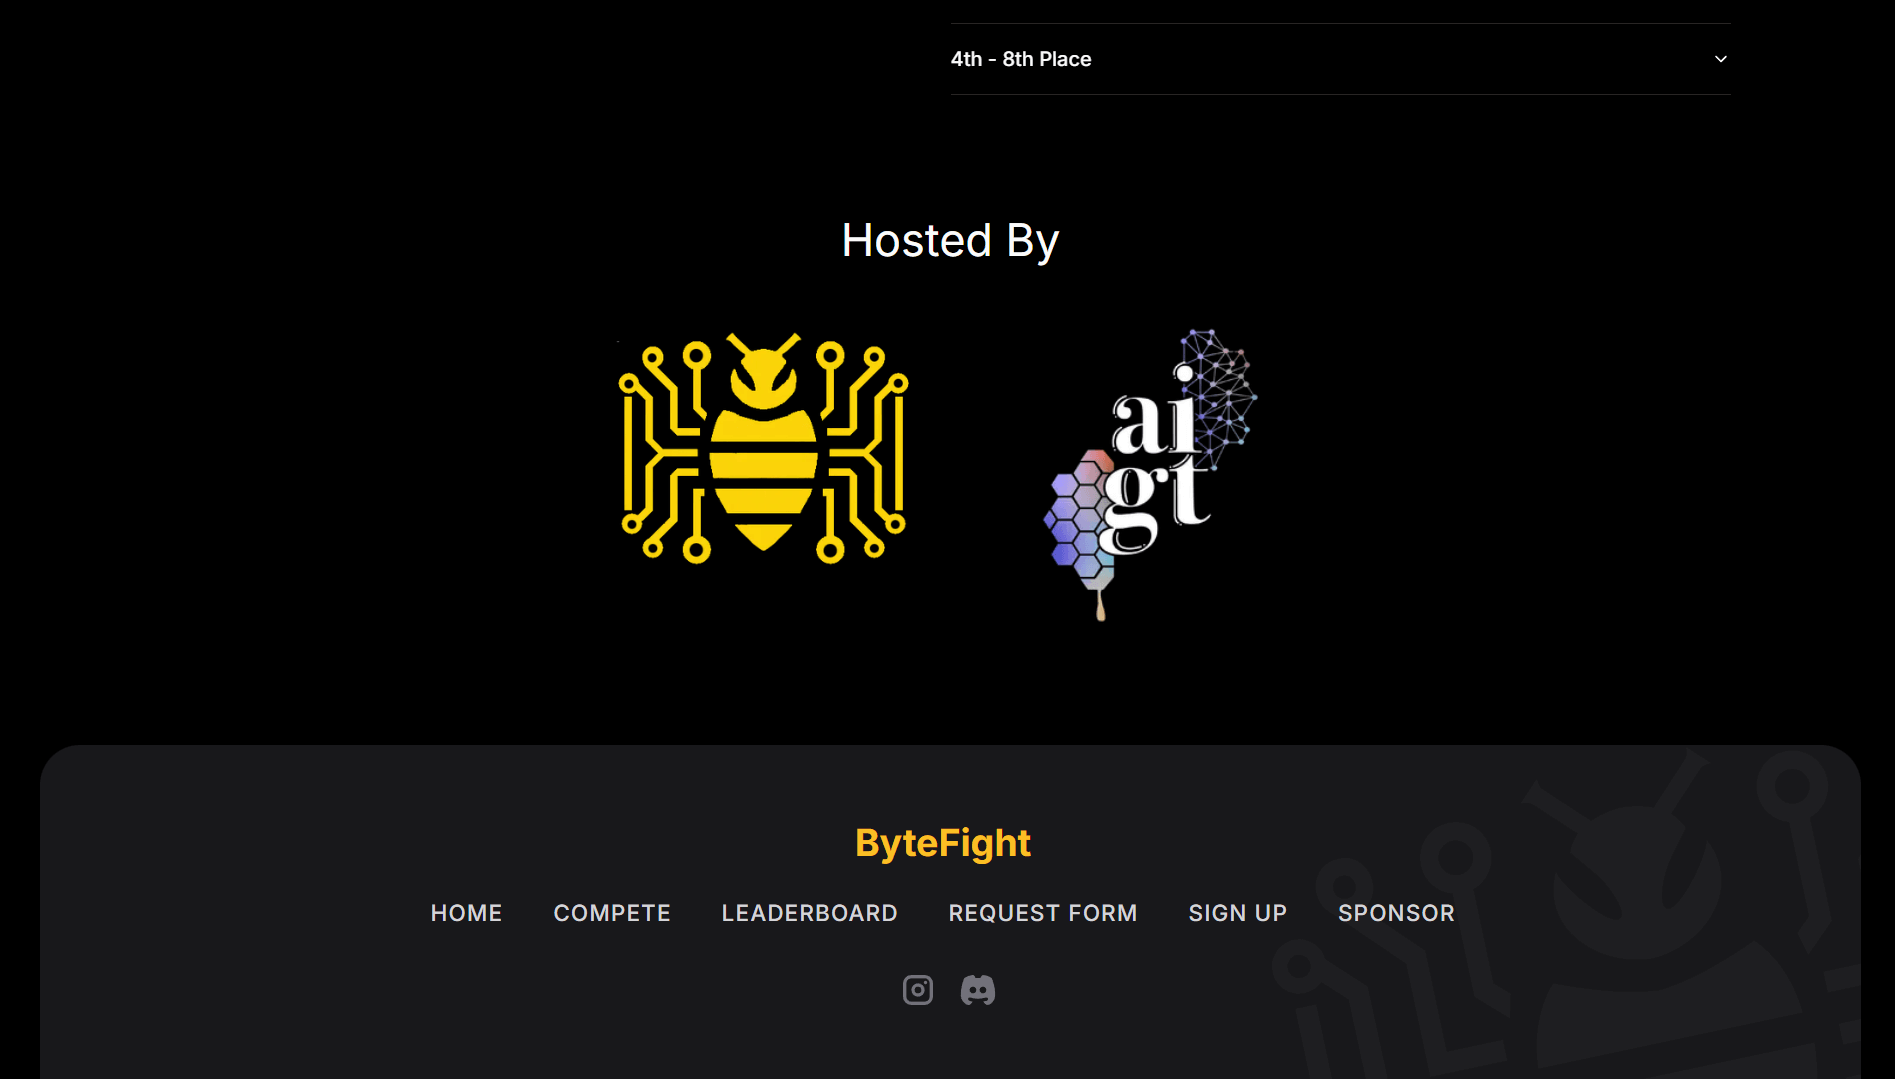 4th - 8th Place
Hosted By
ai
gt
ByteFight
HOME COMPETE LEADERBOARD REQUEST FORM SIGN UP SPONSOR